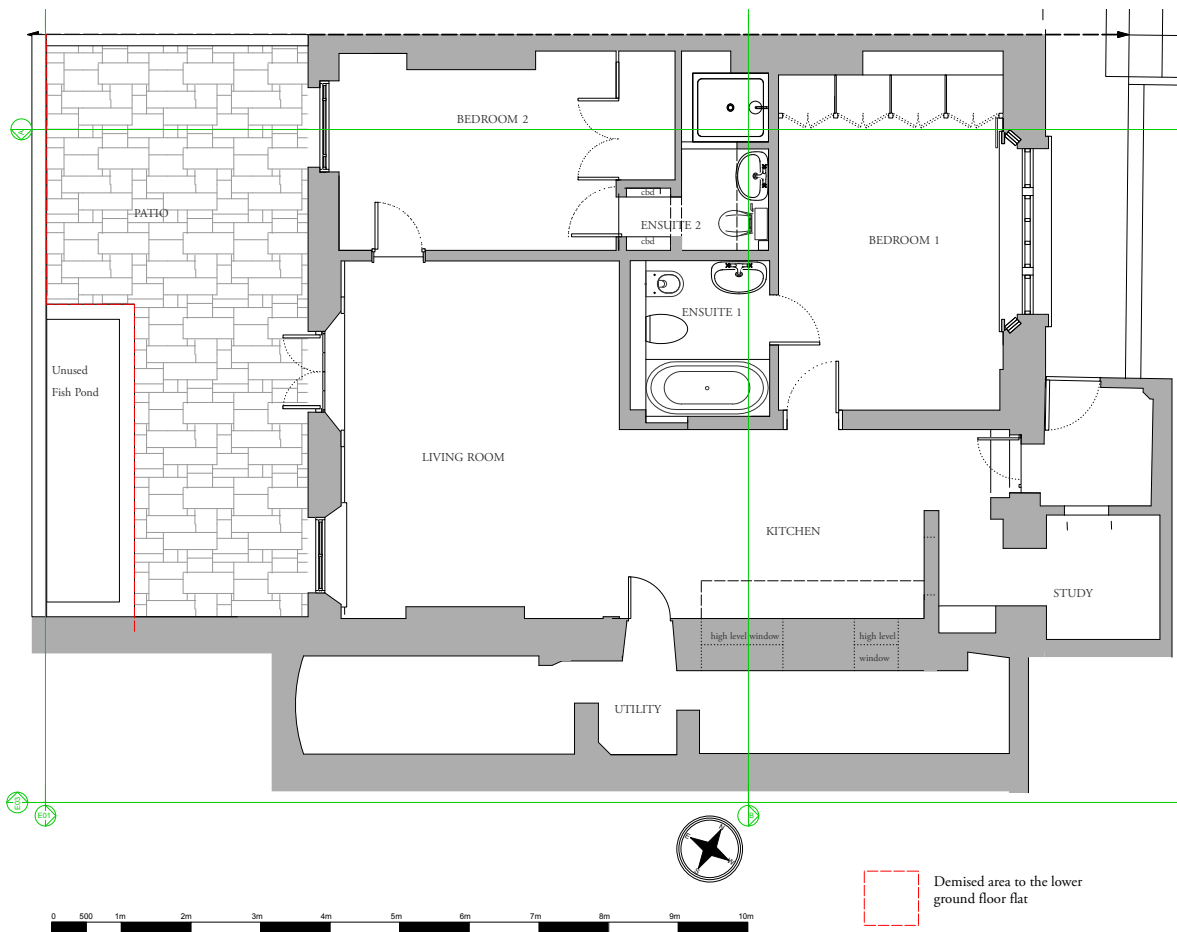 A
BEDROOM 2
PATIO
cbd
ENSUITE 2
cbd
BEDROOM 1
ENSUITE 1
Unused
Fish Pond
LIVING ROOM
KITCHEN
STUDY
high level window
high level
window
UTILITY
E03
E01
B
0 500 1m 2m 3m 4m 5m 6m 7m 8m 9m 10m
Demised area to the lower
ground floor flat